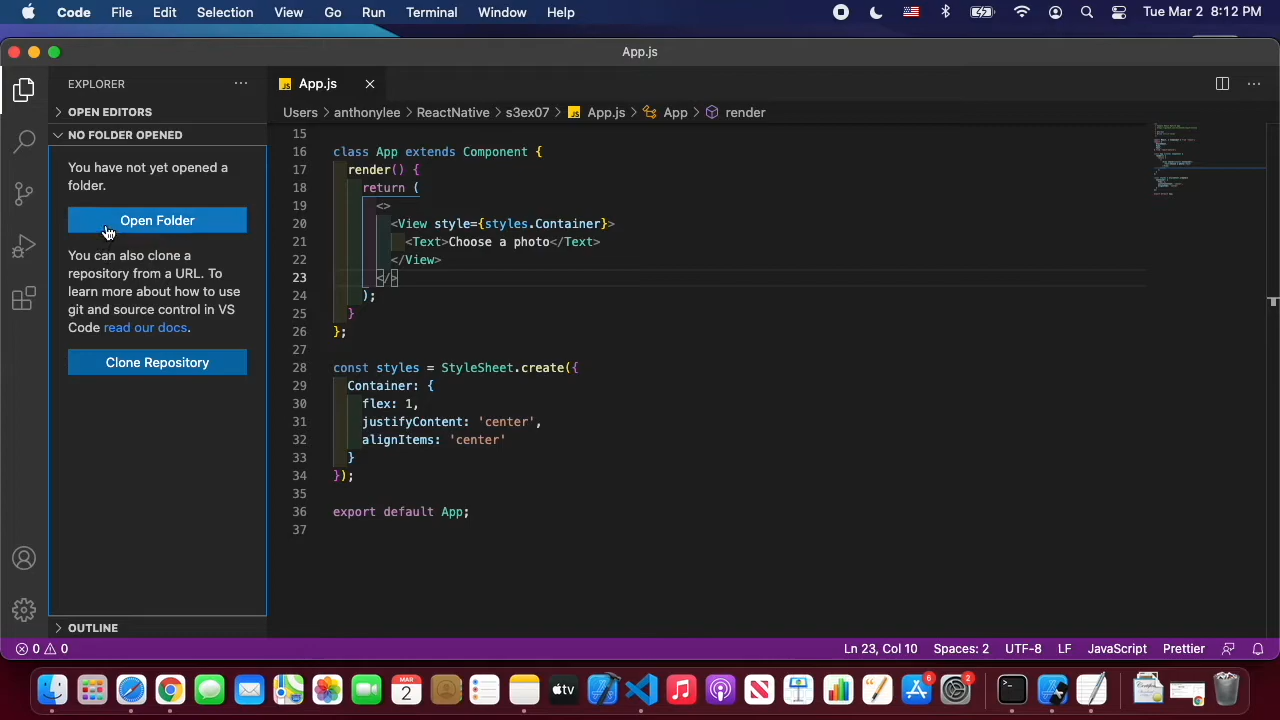 Code File Edit Selection View Go Run Terminal Window Help Tue Mar 2 8:12 PM
App.js
EXPLORER
App.js
OPEN EDITORS
Users > anthonylee > ReactNative > s3ex07 > App.js > App > render
NO FOLDER OPENED
You have not yet opened a
folder.
Open Folder
You can also clone a
repository from a URL. To
learn more about how to use
git and source control in VS
Code read our docs.
Clone Repository
OUTLINE
15
16 class App extends Component {
17 render() {
18 return (
19 <>
20 <View style={styles.Container}>
21 <Text>Choose a photo</Text>
22 </View>
23 </>
24 );
25 }
26 };
27
28 const styles = StyleSheet.create({
29 Container: {
30 flex: 1,
31 justifyContent: 'center',
32 alignItems: 'center'
33 }
34 });
35
36 export default App;
37
0 0 Ln 23, Col 10 Spaces: 2 UTF-8 LF JavaScript Prettier
MAR
2
tv
6
2